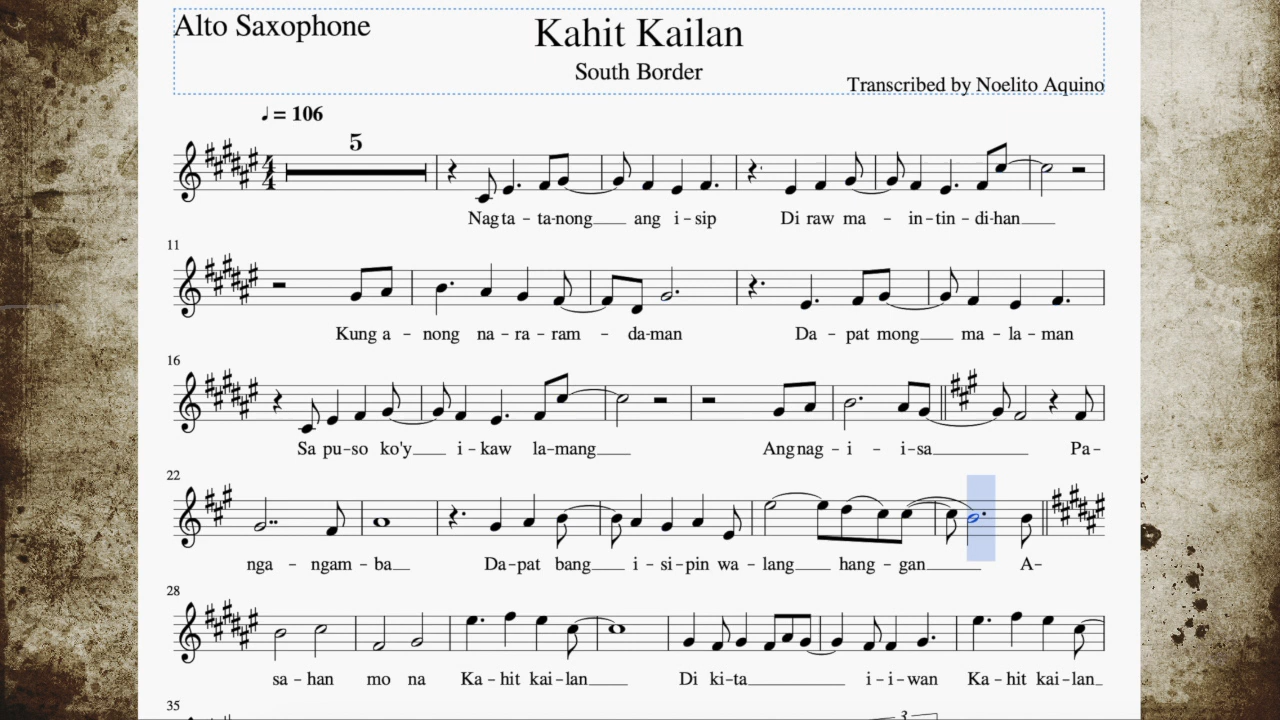 Alto Saxophone
Kahit Kailan
South Border
Transcribed by Noelito Aquino
♩ = 106
5
Nag ta – ta-nong ang i – sip Di raw ma – in – tin – di-han
11
Kung a – nong na – ra – ram – da-man Da – pat mong ma – la – man
16
Sa pu – so ko'y i – kaw la-mang Ang nag – i – i – sa Pa –
22
nga – ngam – ba Da – pat bang i – si – pin wa – lang hang – gan A –
28
sa – han mo na Ka – hit kai – lan Di ki – ta i – i – wan Ka – hit kai – lan
35
3